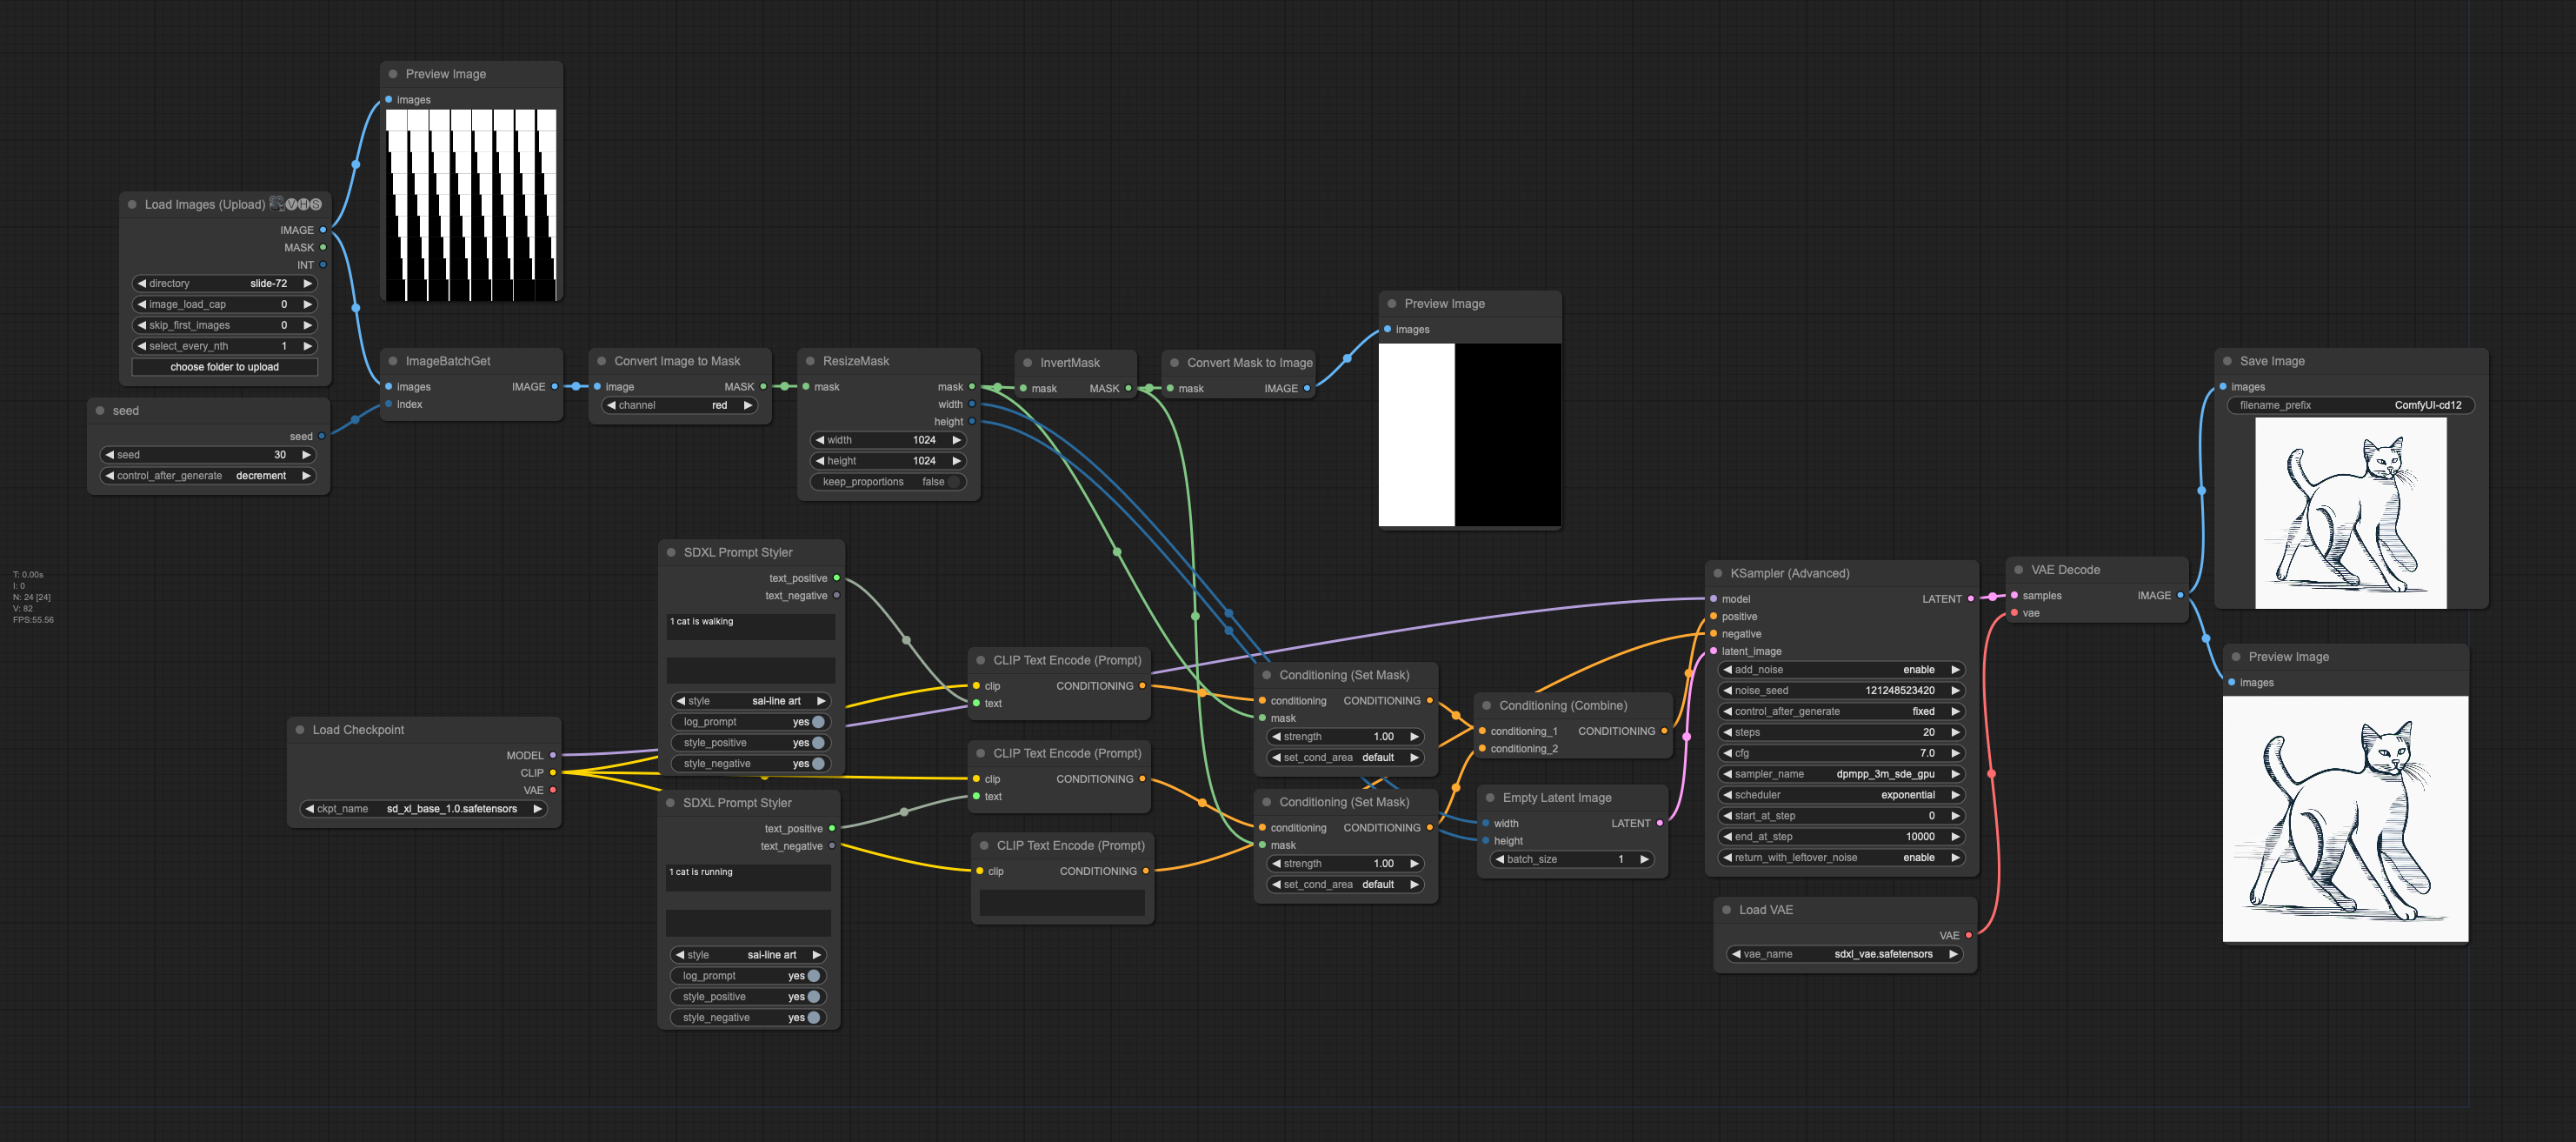 Preview Image
images
Load Images (Upload) VHS
IMAGE
MASK
INT
directory slide-72
image_load_cap 0
skip_first_images 0
select_every_nth 1
choose folder to upload
seed
seed
seed 30
control_after_generate decrement
ImageBatchGet
images IMAGE
index
Convert Image to Mask
image MASK
channel red
ResizeMask
mask mask
width
height
width 1024
height 1024
keep_proportions false
InvertMask
mask MASK
Convert Mask to Image
mask IMAGE
Preview Image
images
T: 0.00s
I: 0
N: 24 [24]
V: 82
FPS:55.56
SDXL Prompt Styler
text_positive
text_negative
1 cat is walking
style sai-line art
log_prompt yes
style_positive yes
style_negative yes
Load Checkpoint
MODEL
CLIP
VAE
ckpt_name sd_xl_base_1.0.safetensors
SDXL Prompt Styler
text_positive
text_negative
1 cat is running
style sai-line art
log_prompt yes
style_positive yes
style_negative yes
CLIP Text Encode (Prompt)
clip CONDITIONING
text
CLIP Text Encode (Prompt)
clip CONDITIONING
text
CLIP Text Encode (Prompt)
clip CONDITIONING
Conditioning (Set Mask)
conditioning CONDITIONING
mask
strength 1.00
set_cond_area default
Conditioning (Set Mask)
conditioning CONDITIONING
mask
strength 1.00
set_cond_area default
Conditioning (Combine)
conditioning_1 CONDITIONING
conditioning_2
Empty Latent Image
width LATENT
height
batch_size 1
KSampler (Advanced)
model LATENT
positive
negative
latent_image
add_noise enable
noise_seed 121248523420
control_after_generate fixed
steps 20
cfg 7.0
sampler_name dpmpp_3m_sde_gpu
scheduler exponential
start_at_step 0
end_at_step 10000
return_with_leftover_noise enable
Load VAE
VAE
vae_name sdxl_vae.safetensors
VAE Decode
samples IMAGE
vae
Save Image
images
filename_prefix ComfyUI-cd12
Preview Image
images